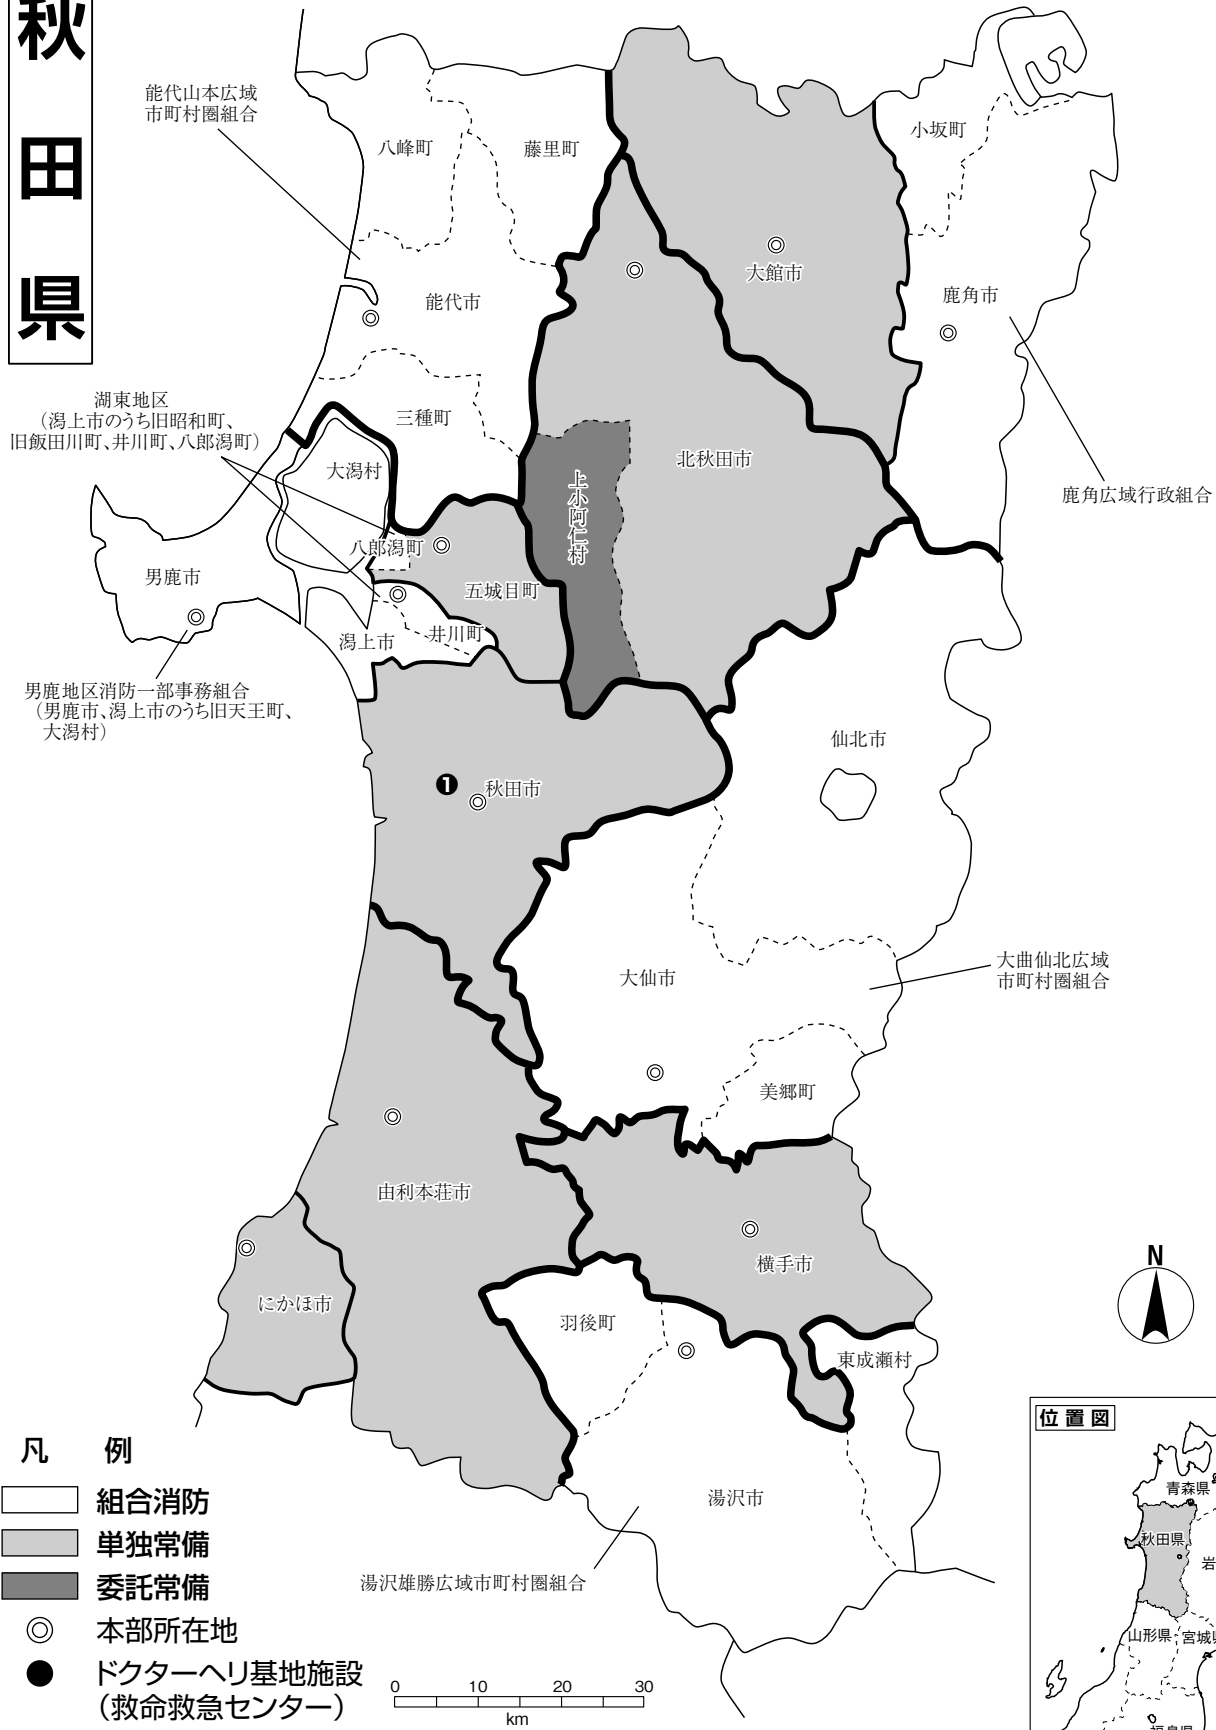 秋田県
能代山本広域
市町村圏組合
八峰町
藤里町
小坂町
大館市
鹿角市
能代市
湖東地区
（潟上市のうち旧昭和町、
旧飯田川町、井川町、八郎潟町）
三種町
大潟村
北秋田市
上小阿仁村
鹿角広域行政組合
八郎潟町
男鹿市
五城目町
潟上市
井川町
男鹿地区消防一部事務組合
（男鹿市、潟上市のうち旧天王町、
大潟村）
仙北市
1
秋田市
大仙市
大曲仙北広域
市町村圏組合
美郷町
由利本荘市
横手市
にかほ市
羽後町
東成瀬村
N
湯沢市
湯沢雄勝広域市町村圏組合
凡 例
組合消防
単独常備
委託常備
本部所在地
ドクターヘリ基地施設
（救命救急センター）
0 10 20 30
km
位置図
青森県
秋田県
岩
山形県
宮城県
福島県